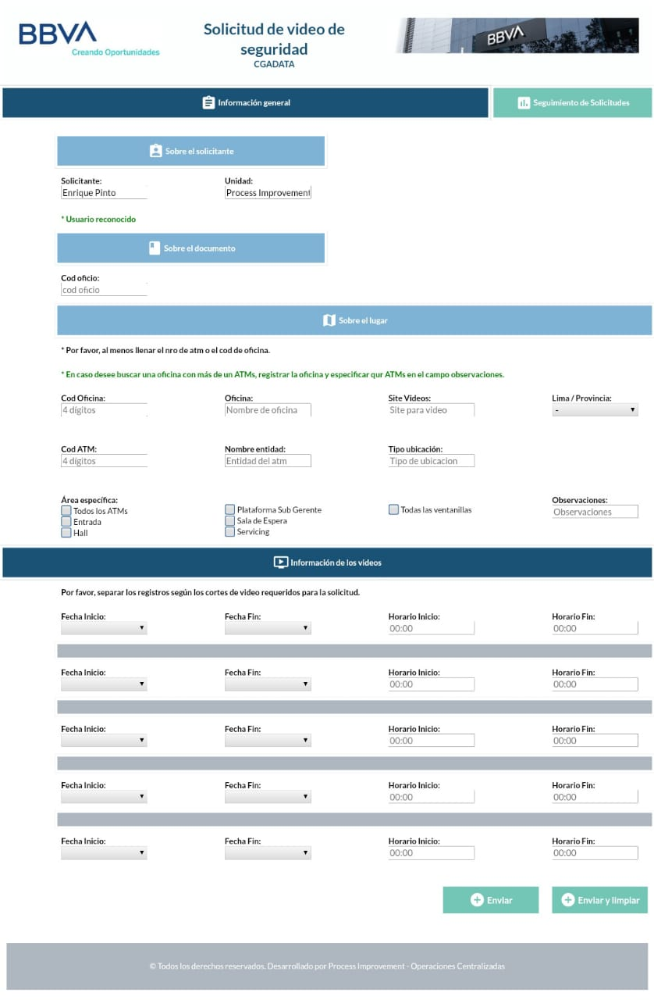 BBVA
Creando Oportunidades
Solicitud de video de
seguridad
CGADATA
BBVA
Información general
Seguimiento de Solicitudes
Sobre el solicitante
Solicitante:
Unidad:
Enrique Pinto
Process Improvement
* Usuario reconocido
Sobre el documento
Cod oficio:
cod oficio
Sobre el lugar
* Por favor, al menos llenar el nro de atm o el cod de oficina.
* En caso desee buscar una oficina con más de un ATMs, registrar la oficina y especificar qur ATMs en el campo observaciones.
Cod Oficina:
Oficina:
Site Videos:
Lima / Provincia:
4 dígitos
Nombre de oficina
Site para video
-
Cod ATM:
Nombre entidad:
Tipo ubicación:
4 dígitos
Entidad del atm
Tipo de ubicacion
Área específica:
Observaciones:
Todos los ATMs
Plataforma Sub Gerente
Todas las ventanillas
Observaciones
Entrada
Sala de Espera
Hall
Servicing
Información de los videos
Por favor, separar los registros según los cortes de video requeridos para la solicitud.
Fecha Inicio:
Fecha Fin:
Horario Inicio:
Horario Fin:
00:00
00:00
Fecha Inicio:
Fecha Fin:
Horario Inicio:
Horario Fin:
00:00
00:00
Fecha Inicio:
Fecha Fin:
Horario Inicio:
Horario Fin:
00:00
00:00
Fecha Inicio:
Fecha Fin:
Horario Inicio:
Horario Fin:
00:00
00:00
Fecha Inicio:
Fecha Fin:
Horario Inicio:
Horario Fin:
00:00
00:00
Enviar
Enviar y limpiar
© Todos los derechos reservados. Desarrollado por Process Improvement - Operaciones Centralizadas